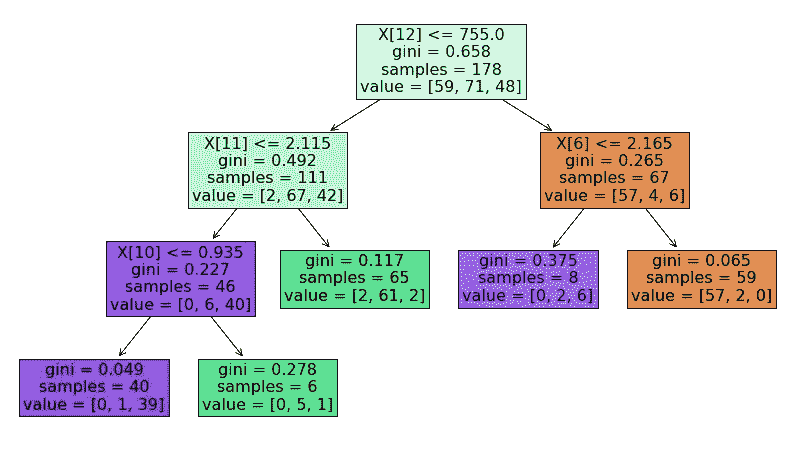 X[12] <= 755.0
gini = 0.658
samples = 178
value = [59, 71, 48]
X[11] <= 2.115
gini = 0.492
samples = 111
value = [2, 67, 42]
X[6] <= 2.165
gini = 0.265
samples = 67
value = [57, 4, 6]
X[10] <= 0.935
gini = 0.227
samples = 46
value = [0, 6, 40]
gini = 0.117
samples = 65
value = [2, 61, 2]
gini = 0.375
samples = 8
value = [0, 2, 6]
gini = 0.065
samples = 59
value = [57, 2, 0]
gini = 0.049
samples = 40
value = [0, 1, 39]
gini = 0.278
samples = 6
value = [0, 5, 1]